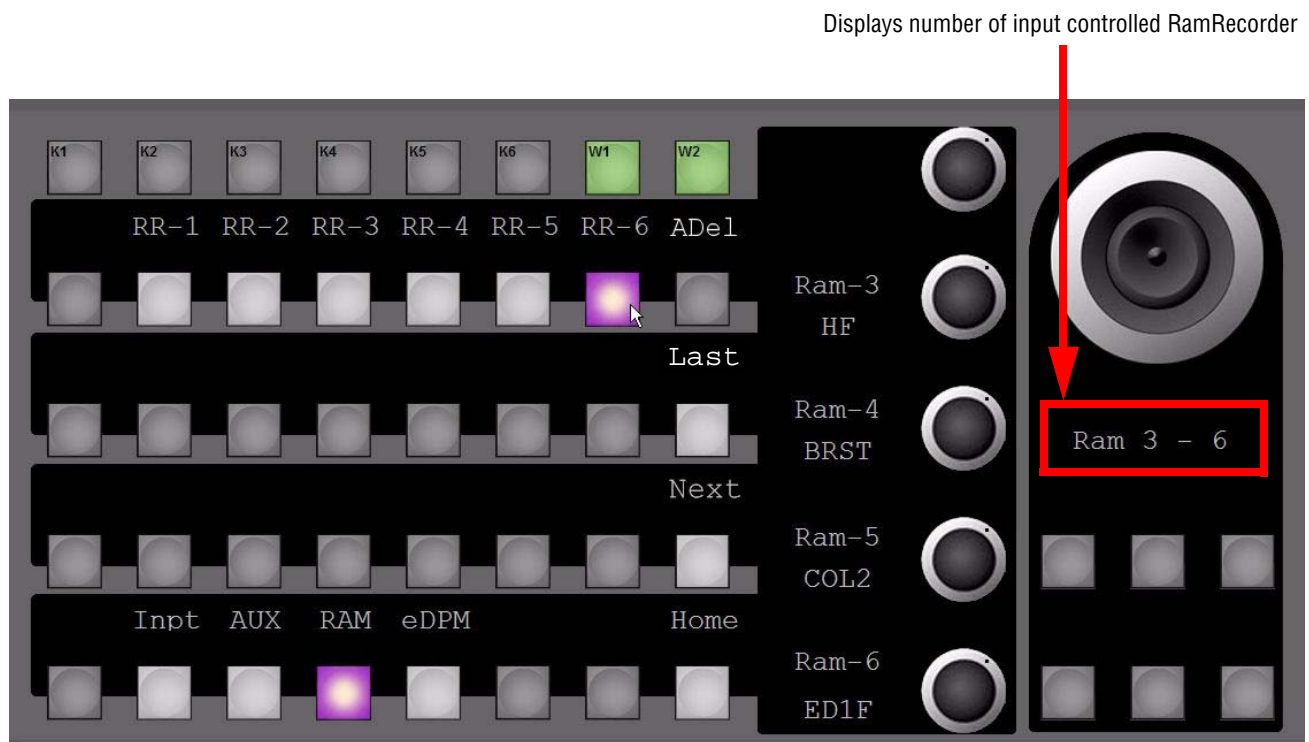 Displays number of input controlled RamRecorder
K1 K2 K3 K4 K5 K6 W1 W2
RR-1 RR-2 RR-3 RR-4 RR-5 RR-6 ADel
Ram-3
HF
Last
Ram-4
BRST
Ram 3 - 6
Next
Ram-5
COL2
Inpt AUX RAM eDPM Home
Ram-6
ED1F